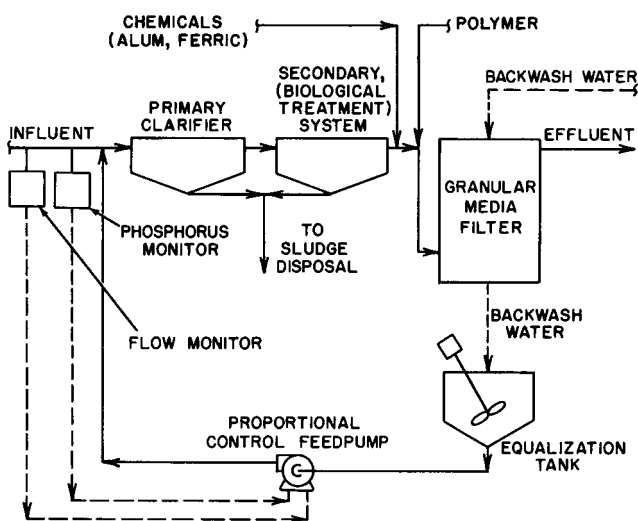 CHEMICALS
(ALUM, FERRIC)
POLYMER
SECONDARY,
(BIOLOGICAL
TREATMENT)
SYSTEM
BACKWASH WATER
PRIMARY
CLARIFIER
INFLUENT
EFFLUENT
GRANULAR
MEDIA
FILTER
PHOSPHORUS
MONITOR
TO
SLUDGE
DISPOSAL
BACKWASH
WATER
FLOW MONITOR
PROPORTIONAL
CONTROL FEEDPUMP
EQUALIZATION
TANK